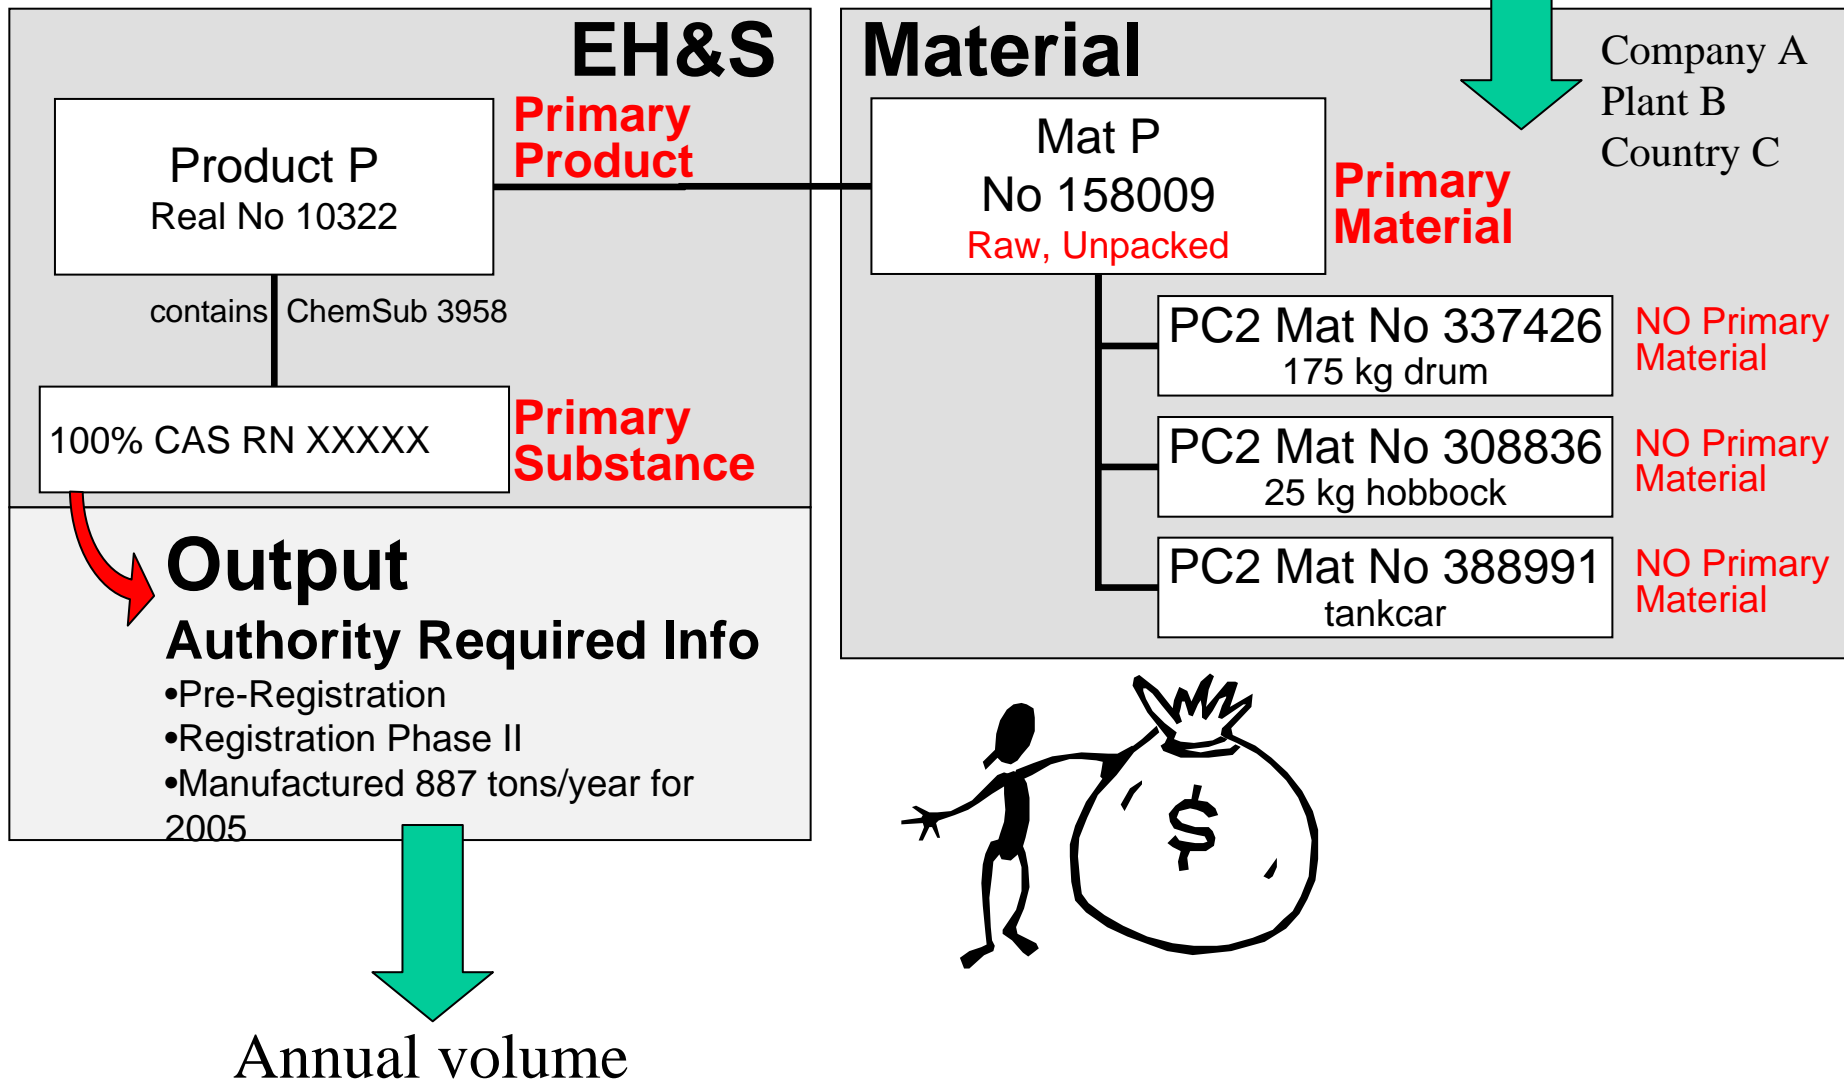 EH&S
Product P
Real No 10322
Primary
Product
contains
ChemSub 3958
100% CAS RN XXXXX
Primary
Substance
Output
Authority Required Info
•Pre-Registration
•Registration Phase II
•Manufactured 887 tons/year for
2005
Annual volume
Material
Company A
Plant B
Country C
Mat P
No 158009
Raw, Unpacked
Primary
Material
PC2 Mat No 337426
175 kg drum
NO Primary
Material
PC2 Mat No 308836
25 kg hobbock
NO Primary
Material
PC2 Mat No 388991
tankcar
NO Primary
Material
$